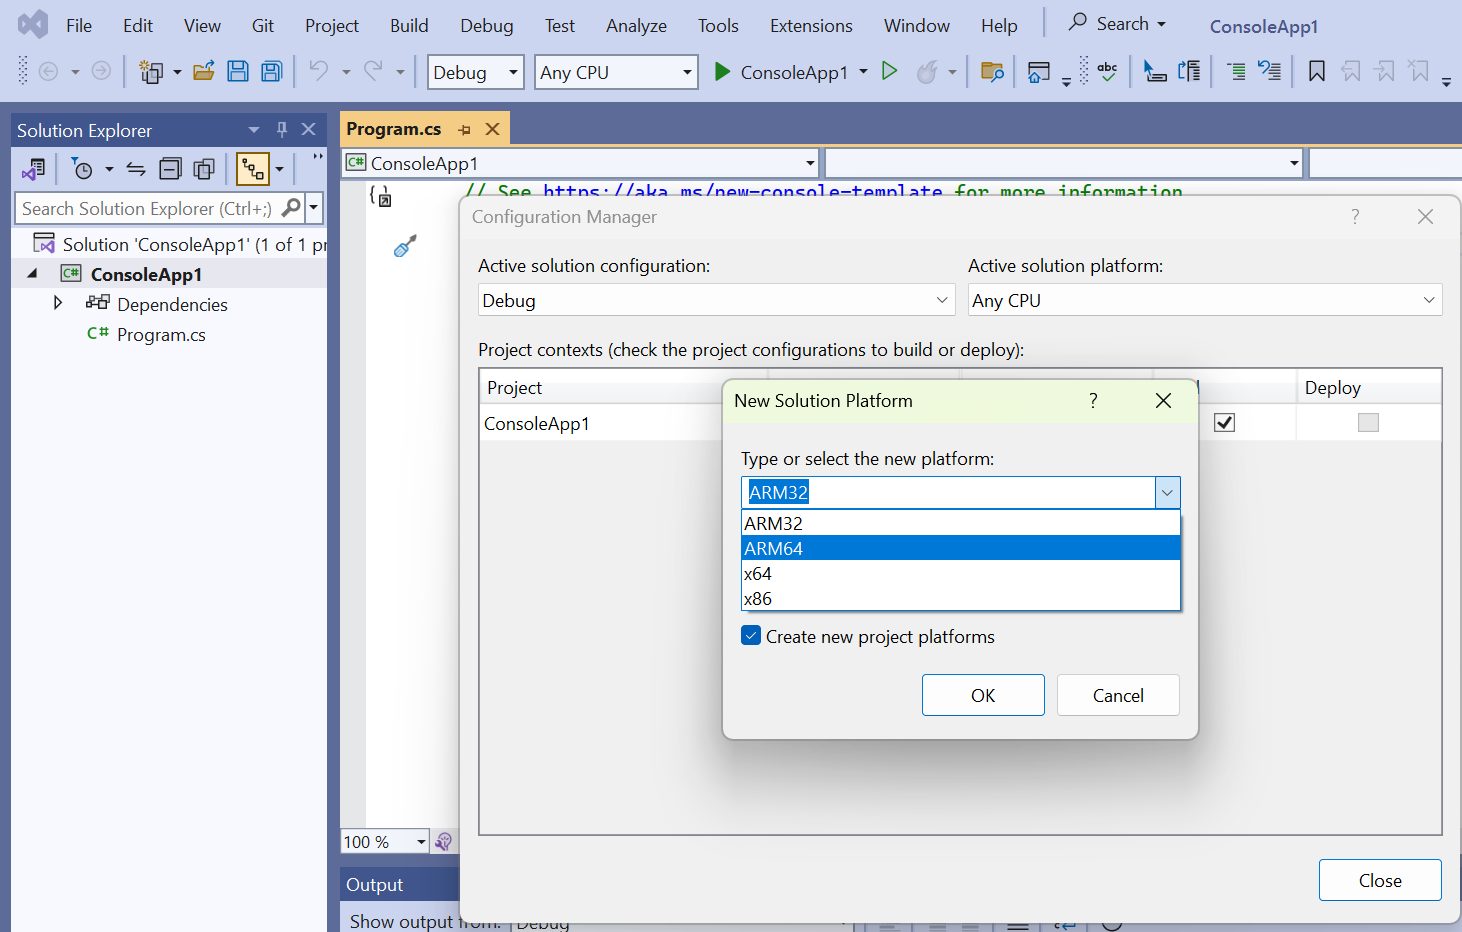 File Edit View Git Project Build Debug Test Analyze Tools Extensions Window Help Search ConsoleApp1
Debug Any CPU ConsoleApp1 abc
Solution Explorer
Search Solution Explorer (Ctrl+;)
Solution 'ConsoleApp1' (1 of 1 pr
C# ConsoleApp1
Dependencies
C# Program.cs
Program.cs
C# ConsoleApp1
// See https://aka.ms/new-console-template for more information
Configuration Manager ?
Active solution configuration: Active solution platform:
Debug Any CPU
Project contexts (check the project configurations to build or deploy):
Project Deploy
ConsoleApp1
New Solution Platform ?
Type or select the new platform:
ARM32
ARM32
ARM64
x64
x86
Create new project platforms
OK Cancel
Close
100 %
Output
Show output from: Debug